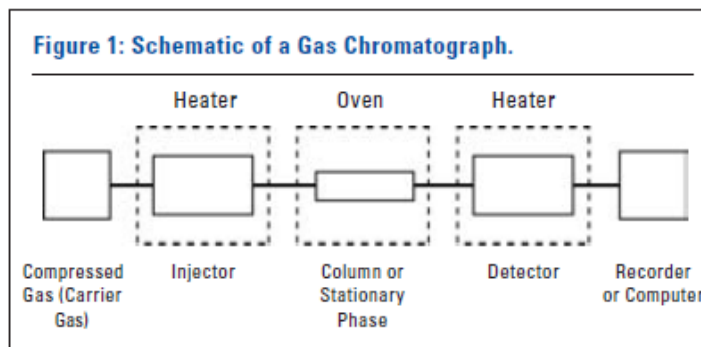 Figure 1: Schematic of a Gas Chromatograph.
Heater Oven Heater
Compressed Gas (Carrier Gas)
Injector
Column or Stationary Phase
Detector
Recorder or Computer